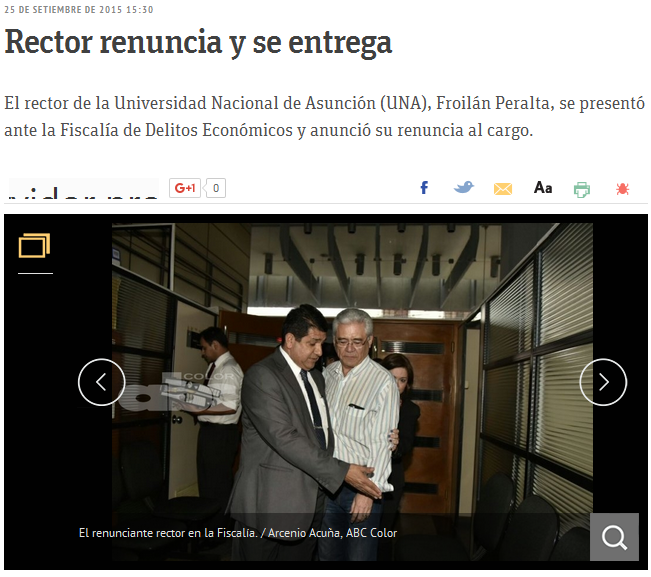 25 DE SETIEMBRE DE 2015 15:30
Rector renuncia y se entrega
El rector de la Universidad Nacional de Asunción (UNA), Froilán Peralta, se presentó
ante la Fiscalía de Delitos Económicos y anunció su renuncia al cargo.
G+1 0
f Aa
abc COLOR
El renunciante rector en la Fiscalía. / Arcenio Acuña, ABC Color